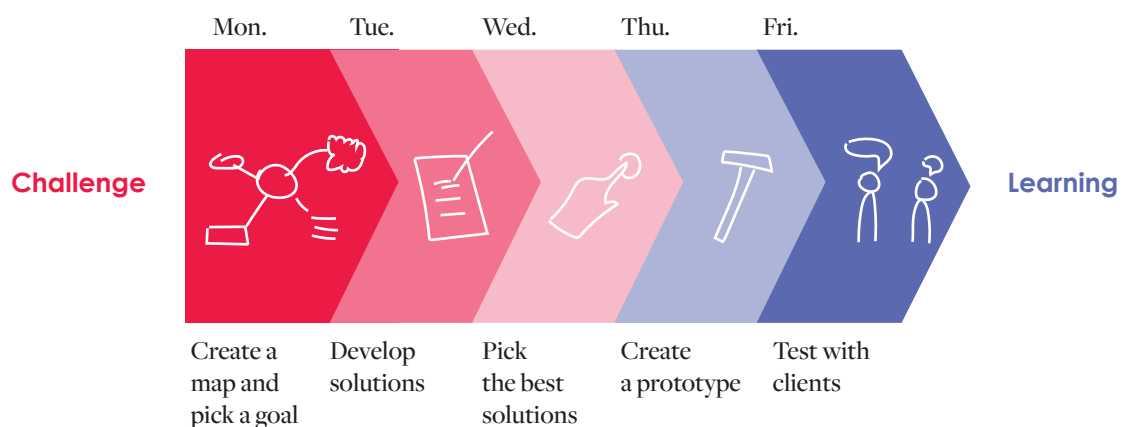 Mon.
Tue.
Wed.
Thu.
Fri.
Challenge
Learning
Create a
map and
pick a goal
Develop
solutions
Pick
the best
solutions
Create
a prototype
Test with
clients